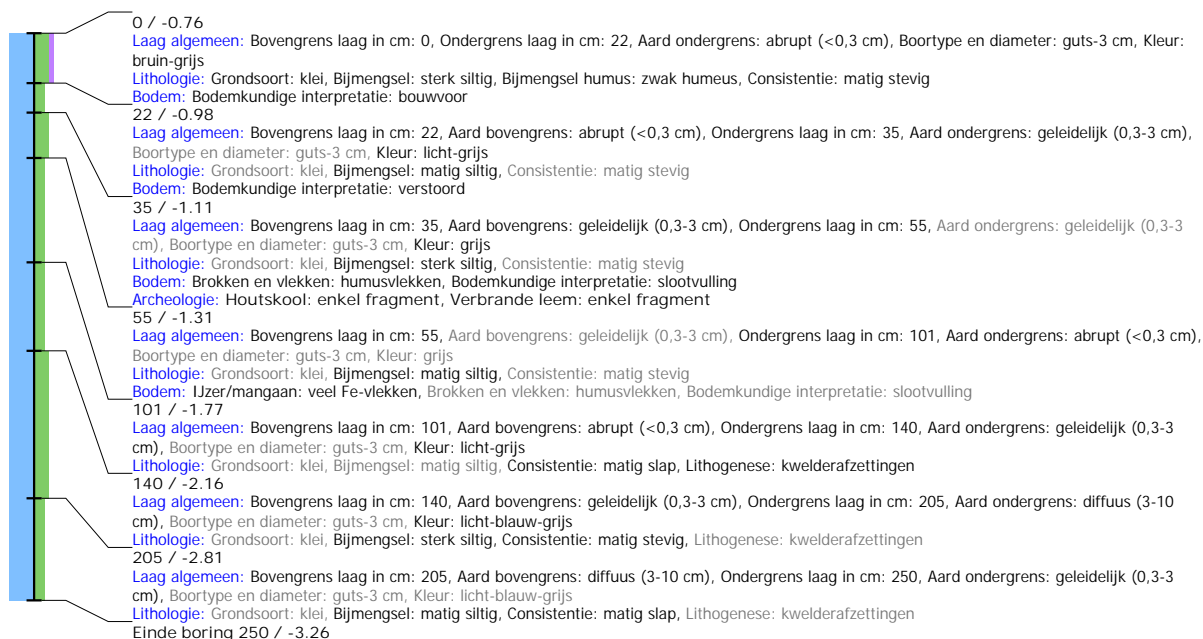 0 / -0.76
Laag algemeen: Bovengrens laag in cm: 0, Ondergrens laag in cm: 22, Aard ondergrens: abrupt (<0,3 cm), Boortype en diameter: guts-3 cm, Kleur:
bruin-grijs
Lithologie: Grondsoort: klei, Bijmengsel: sterk siltig, Bijmengsel humus: zwak humeus, Consistentie: matig stevig
Bodem: Bodemkundige interpretatie: bouwvoor
22 / -0.98
Laag algemeen: Bovengrens laag in cm: 22, Aard bovengrens: abrupt (<0,3 cm), Ondergrens laag in cm: 35, Aard ondergrens: geleidelijk (0,3-3 cm),
Boortype en diameter: guts-3 cm, Kleur: licht-grijs
Lithologie: Grondsoort: klei, Bijmengsel: matig siltig, Consistentie: matig stevig
Bodem: Bodemkundige interpretatie: verstoord
35 / -1.11
Laag algemeen: Bovengrens laag in cm: 35, Aard bovengrens: geleidelijk (0,3-3 cm), Ondergrens laag in cm: 55, Aard ondergrens: geleidelijk (0,3-3
cm), Boortype en diameter: guts-3 cm, Kleur: grijs
Lithologie: Grondsoort: klei, Bijmengsel: sterk siltig, Consistentie: matig stevig
Bodem: Brokken en vlekken: humusvlekken, Bodemkundige interpretatie: slootvulling
Archeologie: Houtskool: enkel fragment, Verbrande leem: enkel fragment
55 / -1.31
Laag algemeen: Bovengrens laag in cm: 55, Aard bovengrens: geleidelijk (0,3-3 cm), Ondergrens laag in cm: 101, Aard ondergrens: abrupt (<0,3 cm),
Boortype en diameter: guts-3 cm, Kleur: grijs
Lithologie: Grondsoort: klei, Bijmengsel: matig siltig, Consistentie: matig stevig
Bodem: IJzer/mangaan: veel Fe-vlekken, Brokken en vlekken: humusvlekken, Bodemkundige interpretatie: slootvulling
101 / -1.77
Laag algemeen: Bovengrens laag in cm: 101, Aard bovengrens: abrupt (<0,3 cm), Ondergrens laag in cm: 140, Aard ondergrens: geleidelijk (0,3-3
cm), Boortype en diameter: guts-3 cm, Kleur: licht-grijs
Lithologie: Grondsoort: klei, Bijmengsel: matig siltig, Consistentie: matig slap, Lithogenese: kwelderafzettingen
140 / -2.16
Laag algemeen: Bovengrens laag in cm: 140, Aard bovengrens: geleidelijk (0,3-3 cm), Ondergrens laag in cm: 205, Aard ondergrens: diffuus (3-10
cm), Boortype en diameter: guts-3 cm, Kleur: licht-blauw-grijs
Lithologie: Grondsoort: klei, Bijmengsel: sterk siltig, Consistentie: matig stevig, Lithogenese: kwelderafzettingen
205 / -2.81
Laag algemeen: Bovengrens laag in cm: 205, Aard bovengrens: diffuus (3-10 cm), Ondergrens laag in cm: 250, Aard ondergrens: geleidelijk (0,3-3
cm), Boortype en diameter: guts-3 cm, Kleur: licht-blauw-grijs
Lithologie: Grondsoort: klei, Bijmengsel: matig siltig, Consistentie: matig slap, Lithogenese: kwelderafzettingen
Einde boring 250 / -3.26